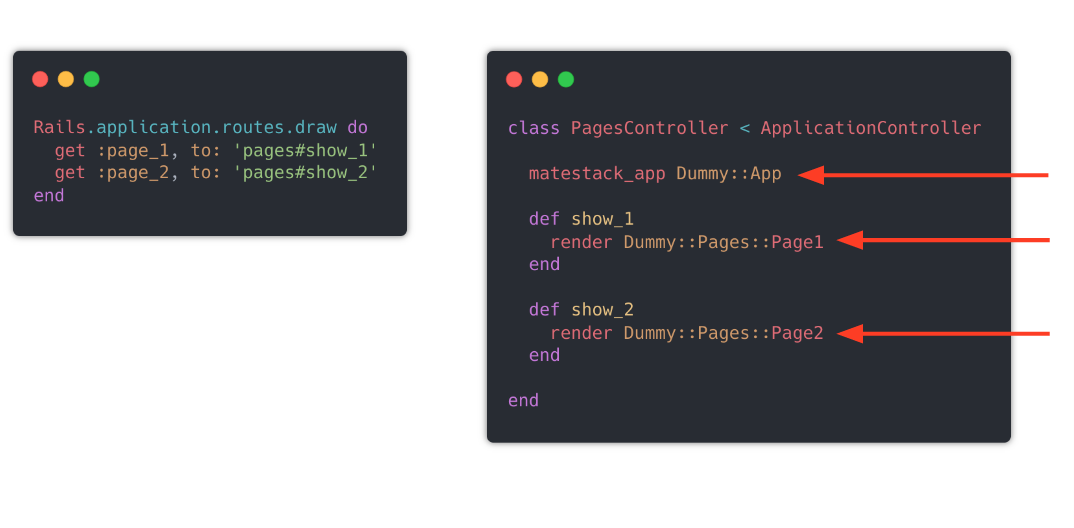 Rails.application.routes.draw do
  get :page_1, to: 'pages#show_1'
  get :page_2, to: 'pages#show_2'
end
class PagesController < ApplicationController
  matestack_app Dummy::App
  def show_1
    render Dummy::Pages::Page1
  end
  def show_2
    render Dummy::Pages::Page2
  end
end